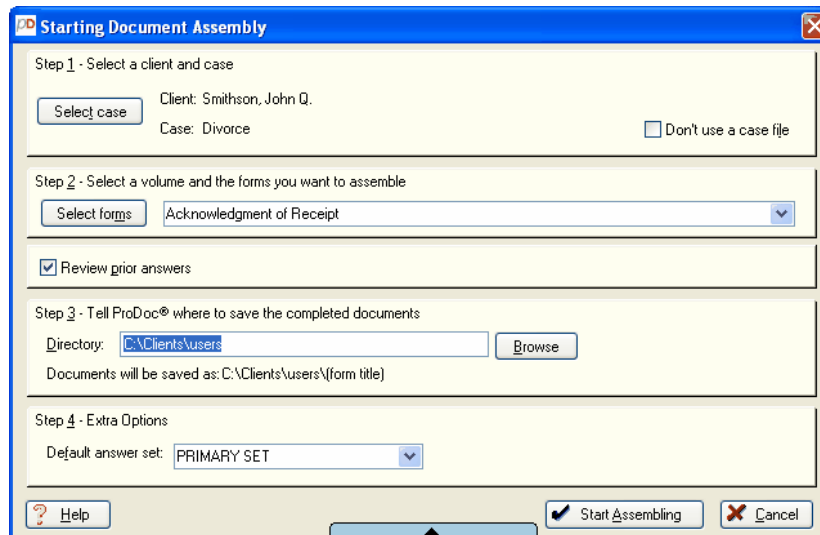 pD Starting Document Assembly
Step 1 - Select a client and case
Select case
Client: Smithson, John Q.
Case: Divorce
Don't use a case file
Step 2 - Select a volume and the forms you want to assemble
Select forms
Acknowledgment of Receipt
Review prior answers
Step 3 - Tell ProDoc® where to save the completed documents
Directory: C:\Clients\users Browse
Documents will be saved as: C:\Clients\users\(form title)
Step 4 - Extra Options
Default answer set: PRIMARY SET
? Help Start Assembling Cancel